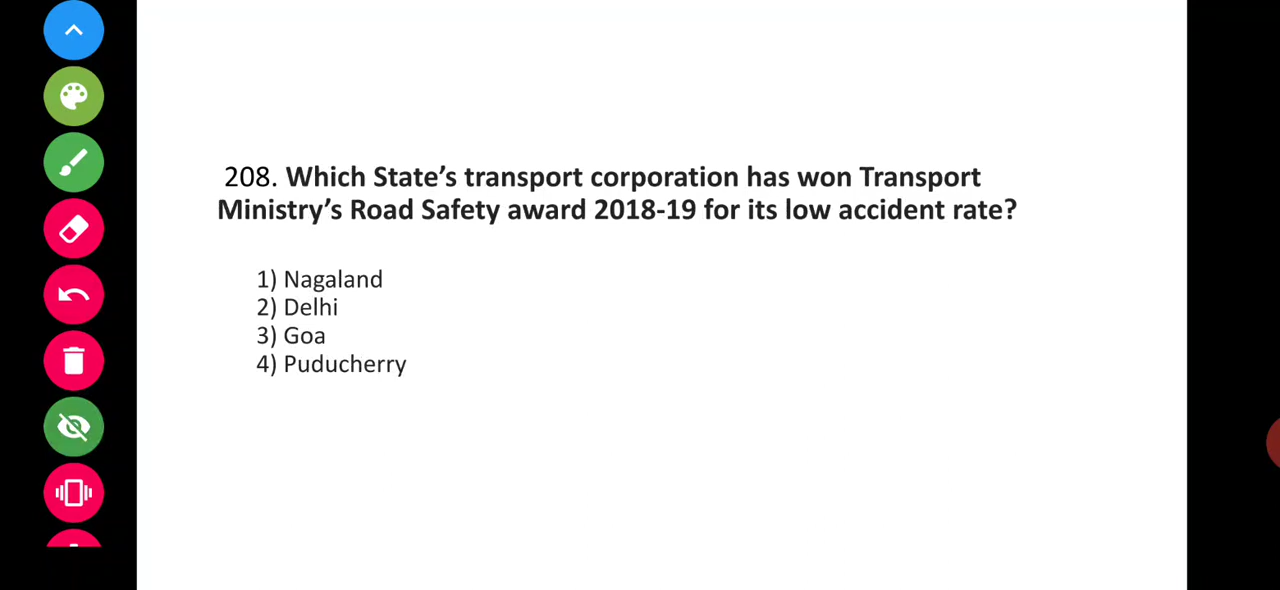 208. Which State's transport corporation has won Transport
Ministry's Road Safety award 2018-19 for its low accident rate?
1) Nagaland
2) Delhi
3) Goa
4) Puducherry